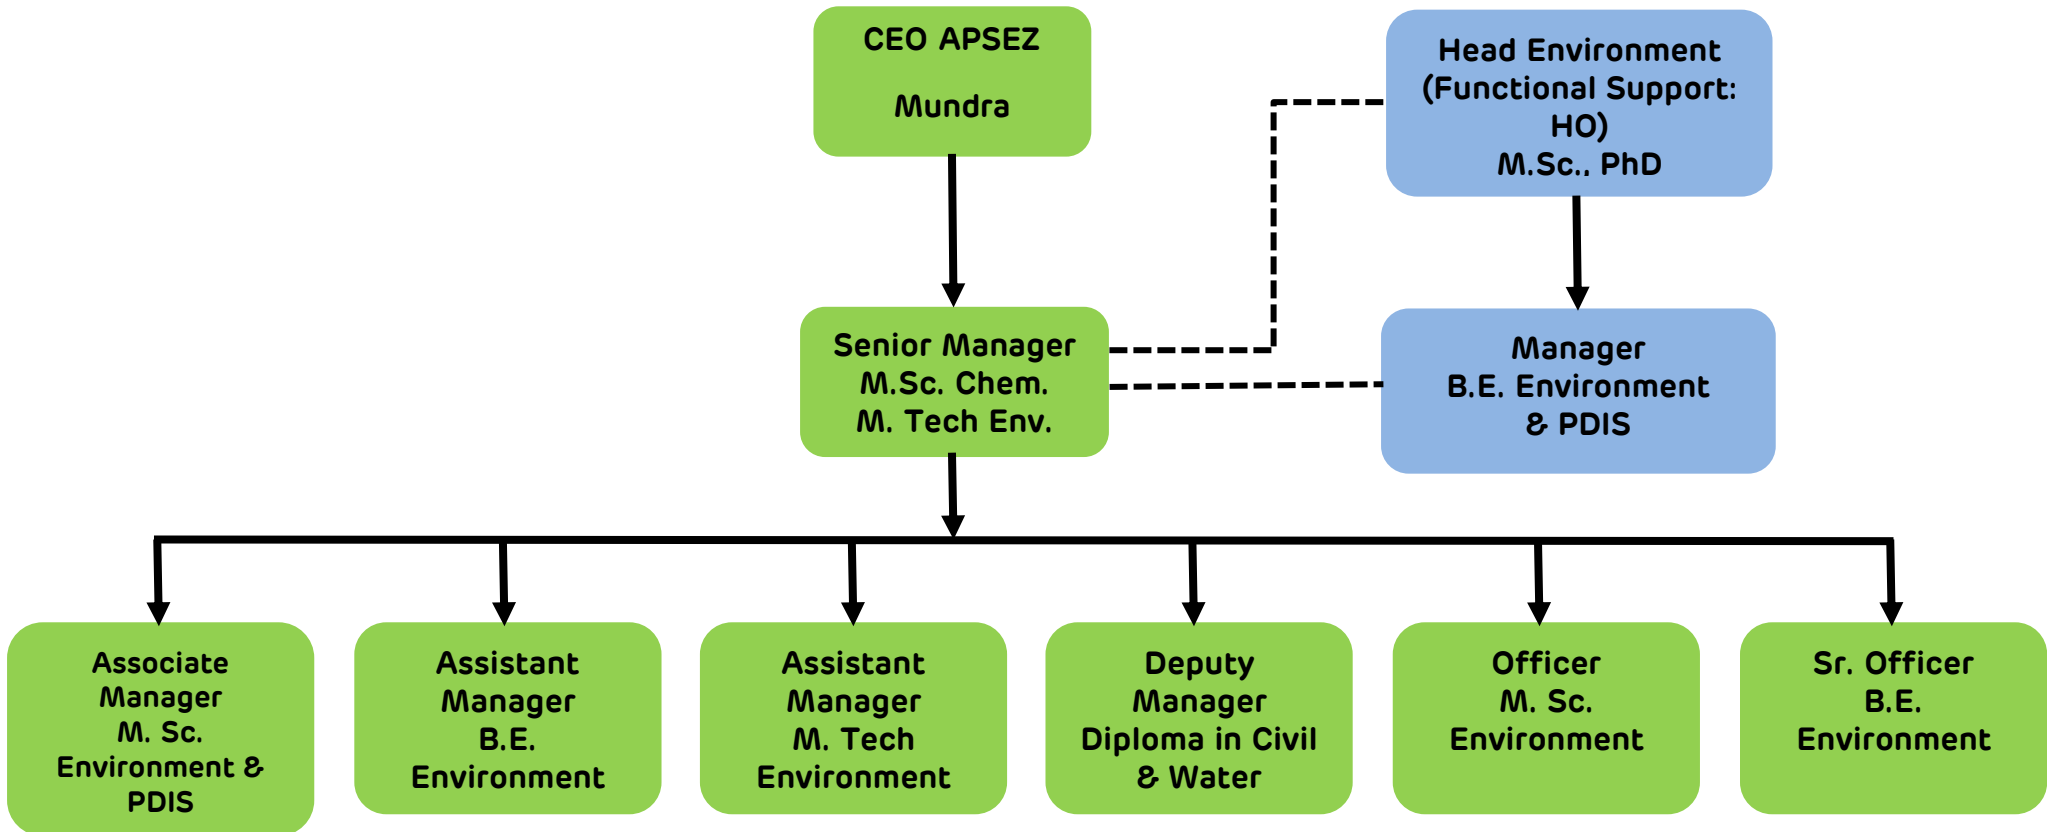 CEO APSEZ
Mundra
Head Environment
(Functional Support:
HO)
M.Sc., PhD
Senior Manager
M.Sc. Chem.
M. Tech Env.
Manager
B.E. Environment
& PDIS
Associate
Manager
M. Sc.
Environment &
PDIS
Assistant
Manager
B.E.
Environment
Assistant
Manager
M. Tech
Environment
Deputy
Manager
Diploma in Civil
& Water
Officer
M. Sc.
Environment
Sr. Officer
B.E.
Environment